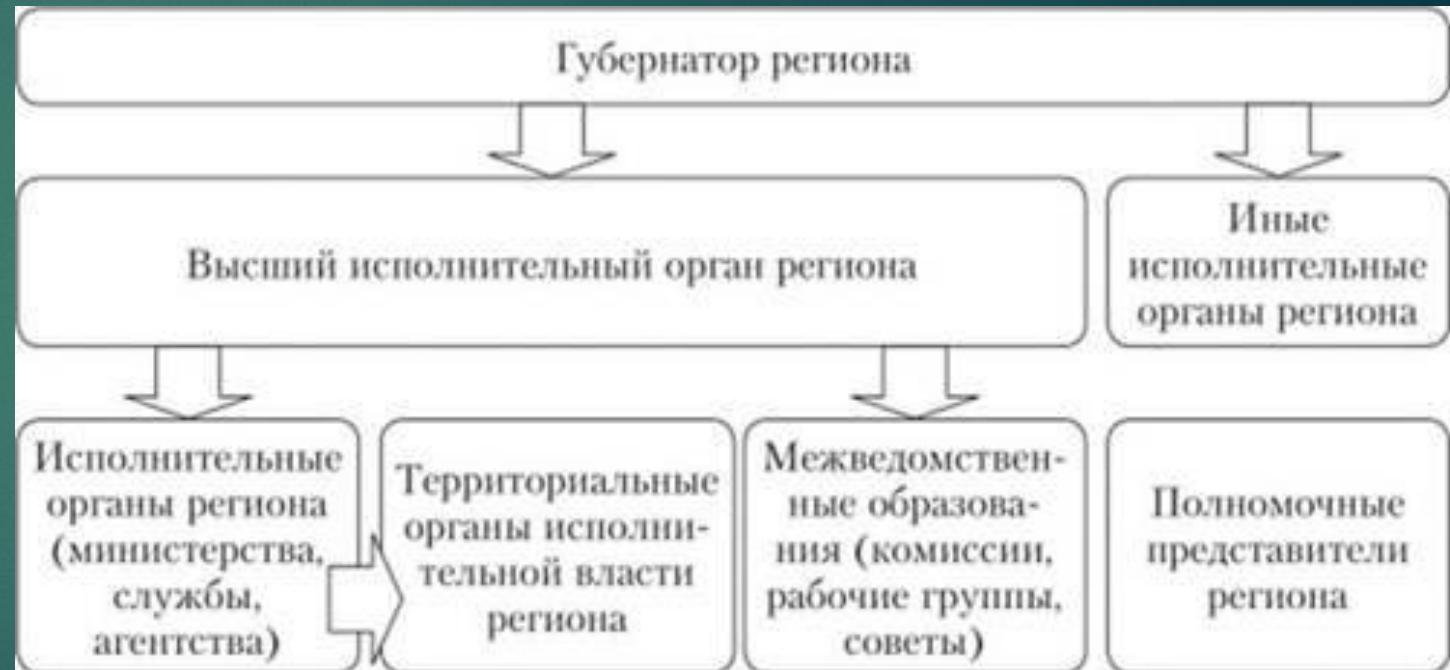 Губернатор региона
Высший исполнительный орган региона
Иные
исполнительные
органы региона
Исполнительные
органы региона
(министерства,
службы,
агентства)
Территориальные
органы исполни-
тельной власти
региона
Межведомствен-
ные образова-
ния (комиссии,
рабочие группы,
советы)
Полномочные
представители
региона